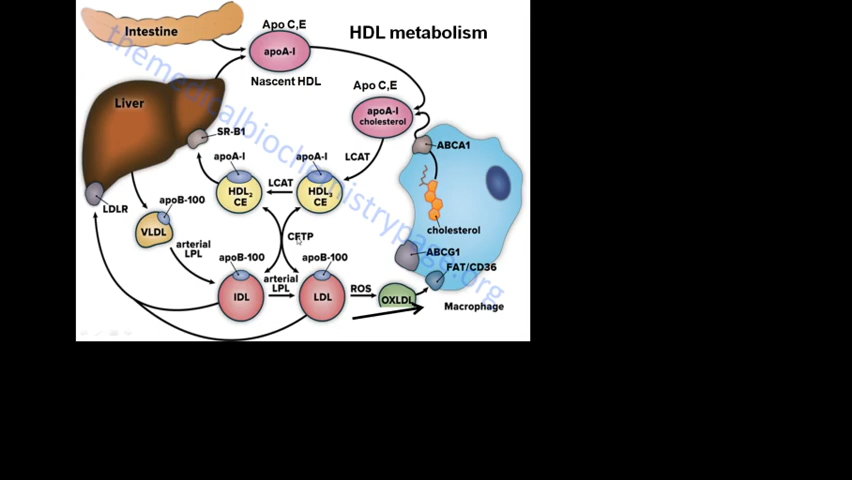 Intestine
Apo C,E
HDL metabolism
apoA-I
Nascent HDL
Apo C,E
Liver
apoA-I
cholesterol
SR-B1
ABCA1
apoA-I
apoA-I
LCAT
HDL2
CE
LCAT
HDL3
CE
LDLR
apoB-100
cholesterol
VLDL
CETP
arterial
LPL
ABCG1
apoB-100
apoB-100
FAT/CD36
IDL
arterial
LPL
LDL
ROS
OXLDL
Macrophage
themedicalbiochemistrypage.org